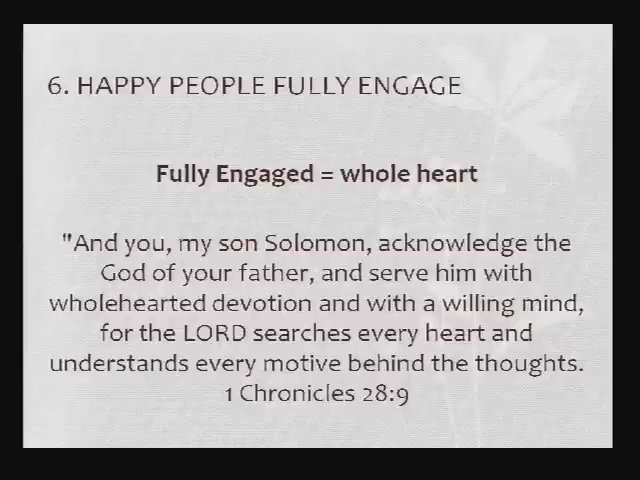 6. HAPPY PEOPLE FULLY ENGAGE
Fully Engaged = whole heart
"And you, my son Solomon, acknowledge the
God of your father, and serve him with
wholehearted devotion and with a willing mind,
for the LORD searches every heart and
understands every motive behind the thoughts.
1 Chronicles 28:9